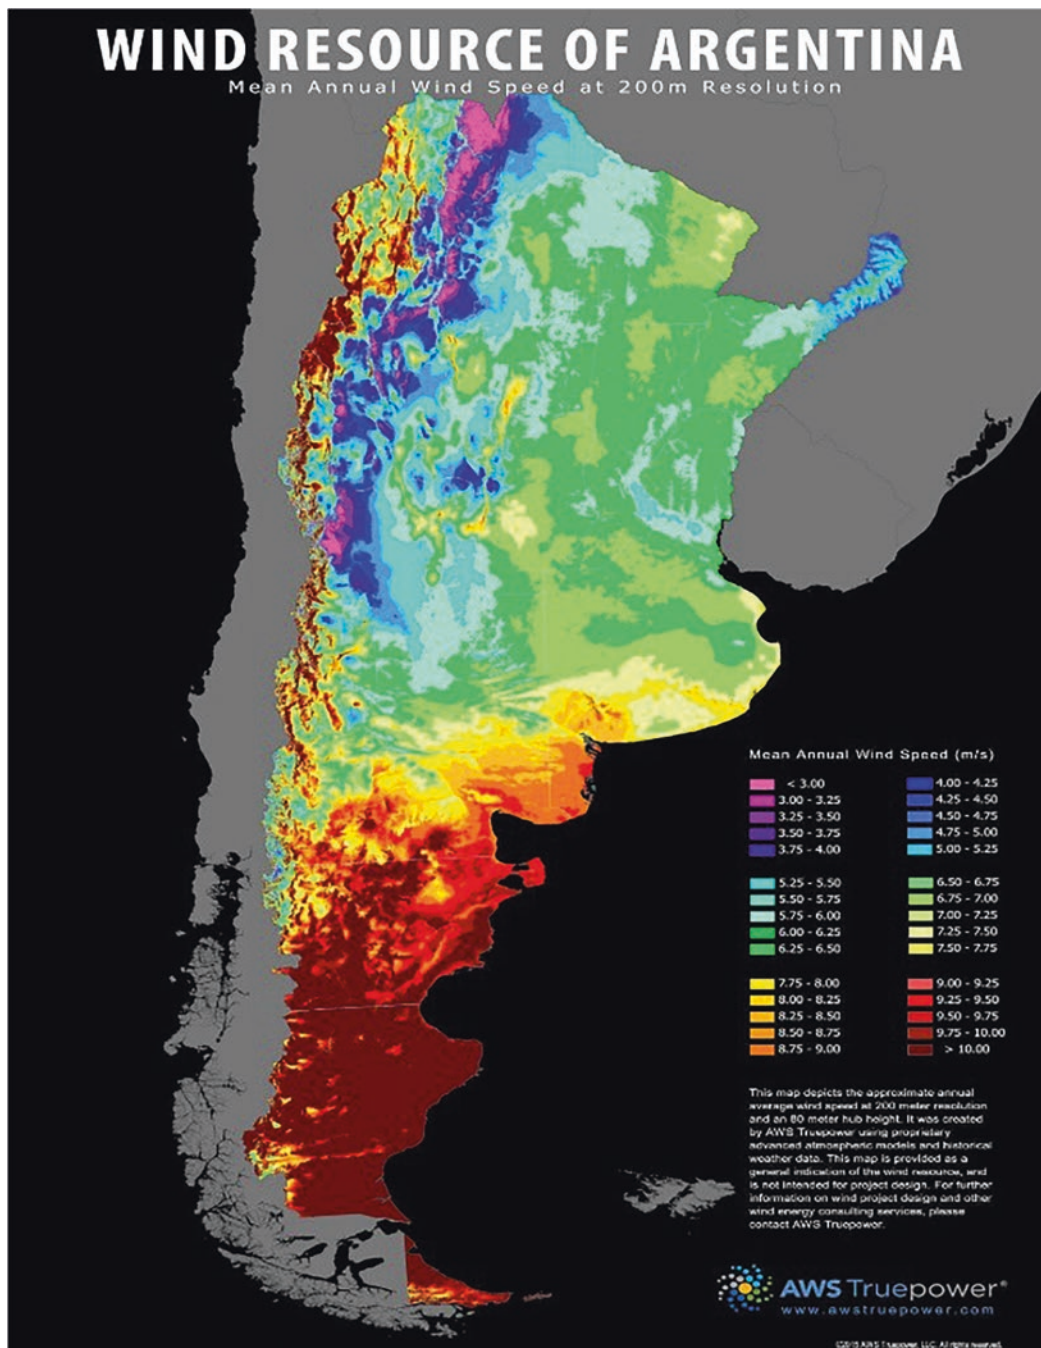 WIND RESOURCE OF ARGENTINA
Mean Annual Wind Speed at 200m Resolution
Mean Annual Wind Speed (m/s)
< 3.00
3.00 - 3.25
3.25 - 3.50
3.50 - 3.75
3.75 - 4.00
4.00 - 4.25
4.25 - 4.50
4.50 - 4.75
4.75 - 5.00
5.00 - 5.25
5.25 - 5.50
5.50 - 5.75
5.75 - 6.00
6.00 - 6.25
6.25 - 6.50
6.50 - 6.75
6.75 - 7.00
7.00 - 7.25
7.25 - 7.50
7.50 - 7.75
7.75 - 8.00
8.00 - 8.25
8.25 - 8.50
8.50 - 8.75
8.75 - 9.00
9.00 - 9.25
9.25 - 9.50
9.50 - 9.75
9.75 - 10.00
> 10.00
This map depicts the approximate annual
average wind speed at 200 meter resolution
and an 80 meter hub height. It was created
by AWS Truepower using proprietary
advanced atmospheric models and historical
weather data. This map is provided as a
general indication of the wind resource, and
is not intended for project design. For further
information on wind project design and other
wind energy consulting services, please
contact AWS Truepower.
AWS Truepower®
www.awstruepower.com
©2015 AWS Truepower, LLC. All rights reserved.